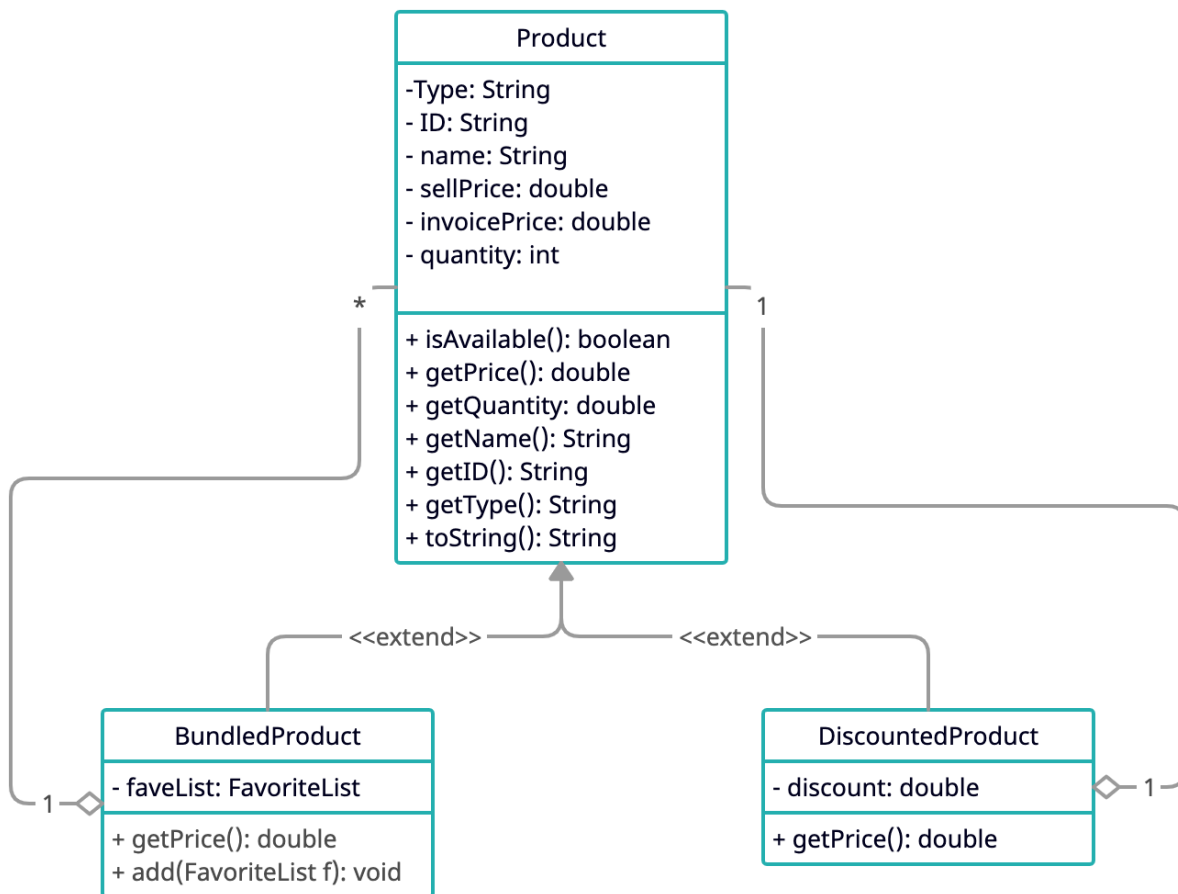 Product
-Type: String
- ID: String
- name: String
- sellPrice: double
- invoicePrice: double
- quantity: int
*
1
+ isAvailable(): boolean
+ getPrice(): double
+ getQuantity: double
+ getName(): String
+ getID(): String
+ getType(): String
+ toString(): String
<<extend>>
<<extend>>
BundledProduct
- faveList: FavoriteList
1
+ getPrice(): double
+ add(FavoriteList f): void
DiscountedProduct
- discount: double
1
+ getPrice(): double